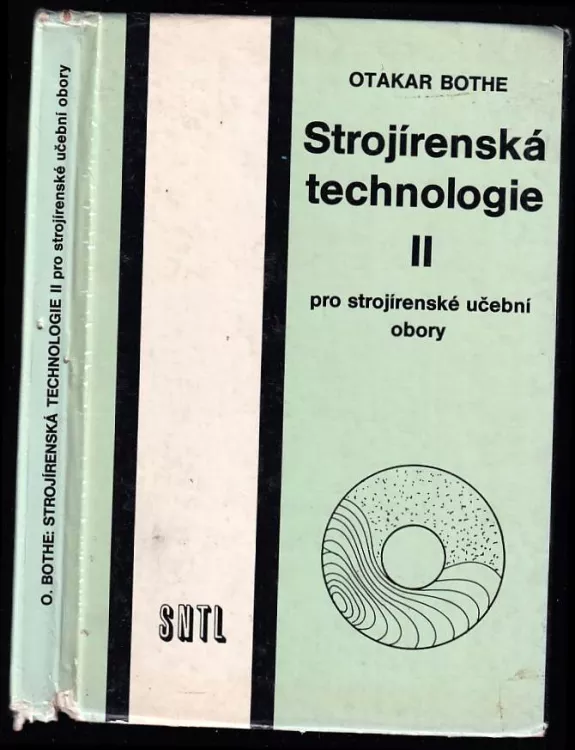 O. BOTHE: STROJÍRENSKÁ TECHNOLOGIE II pro strojírenské učební obory
OTAKAR BOTHE
Strojírenská
technologie
II
pro strojírenské učební
obory
SNTL